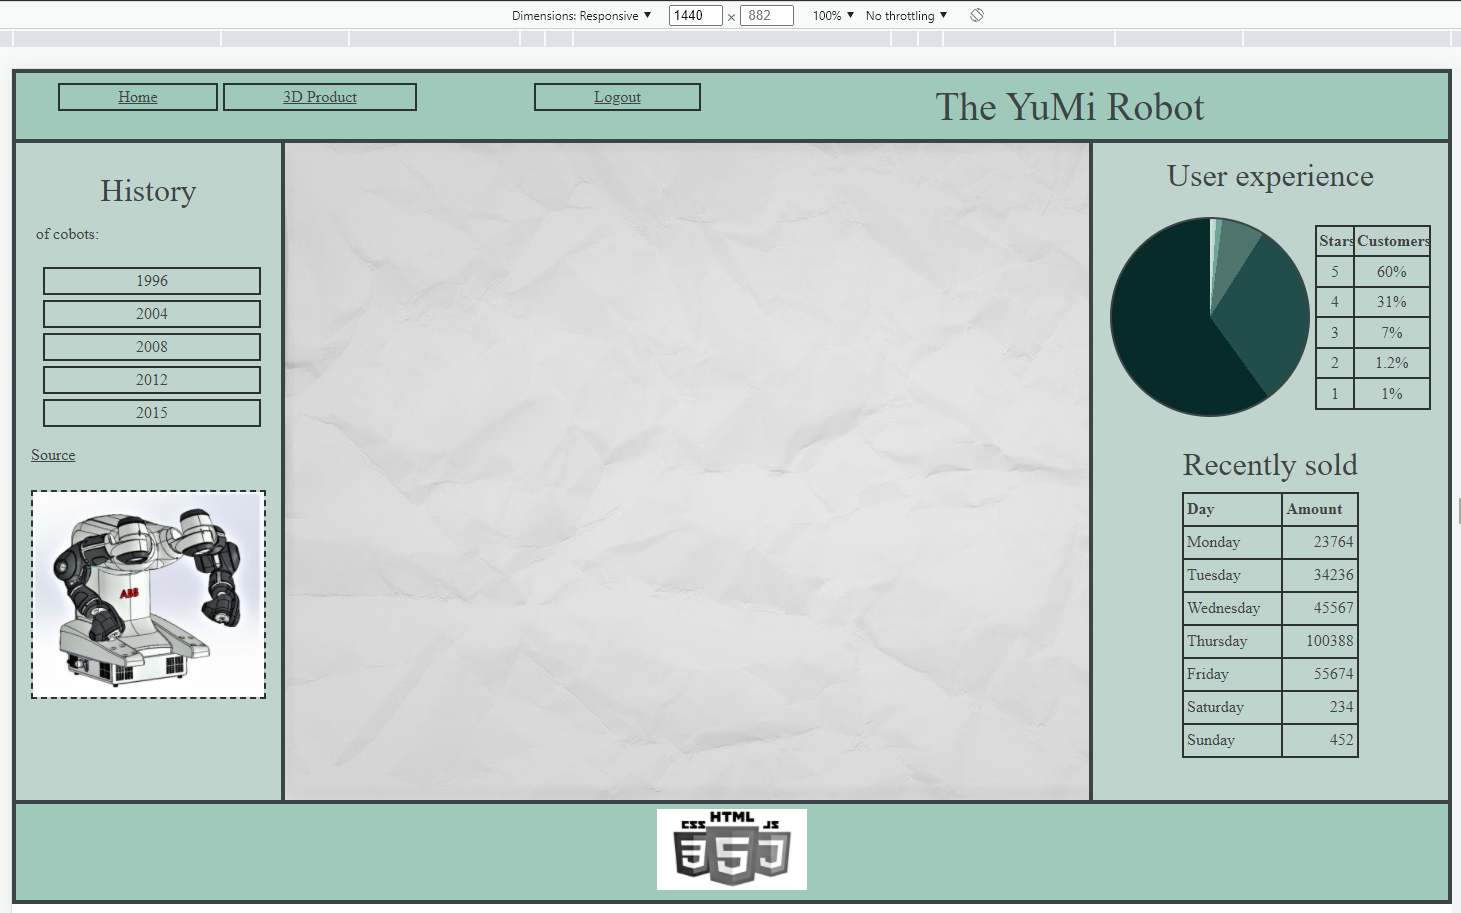 Dimensions: Responsive ▼ 1440 × 882 100% ▼ No throttling ▼
Home 3D Product Logout The YuMi Robot
History
of cobots:
1996
2004
2008
2012
2015
Source
ABB
User experience
Stars Customers
5 60%
4 31%
3 7%
2 1.2%
1 1%
Recently sold
Day Amount
Monday 23764
Tuesday 34236
Wednesday 45567
Thursday 100388
Friday 55674
Saturday 234
Sunday 452
CSS HTML JS
3 5 J